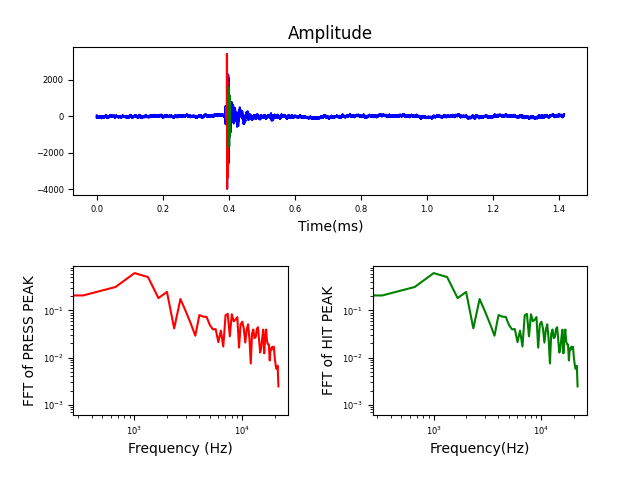 Amplitude
2000
0
−2000
−4000
0.0 0.2 0.4 0.6 0.8 1.0 1.2 1.4
Time(ms)
FFT of PRESS PEAK
10⁻¹
10⁻²
10⁻³
10³ 10⁴
Frequency (Hz)
FFT of HIT PEAK
10⁻¹
10⁻²
10⁻³
10³ 10⁴
Frequency(Hz)